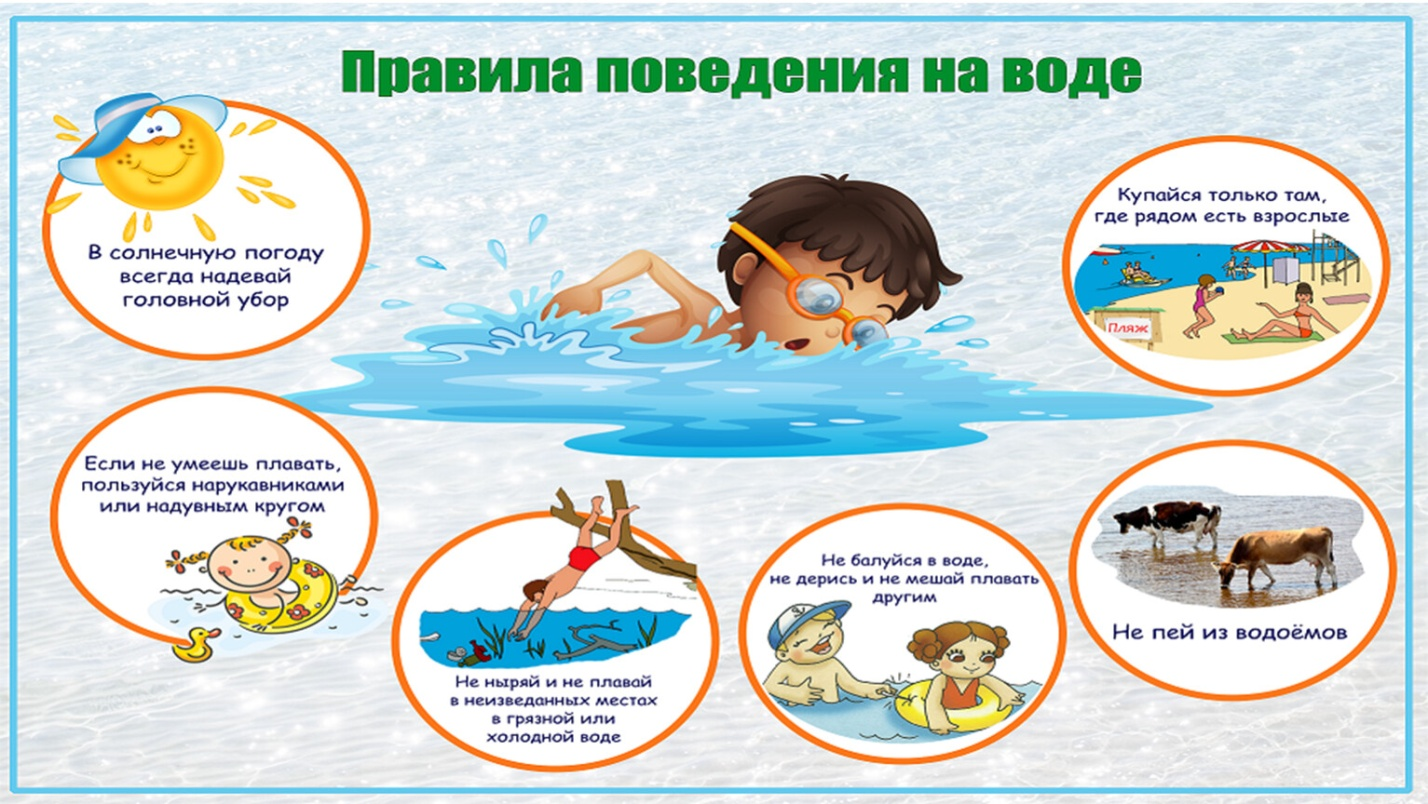 Правила поведения на воде
В солнечную погоду
всегда надевай
головной убор
Купайся только там,
где рядом есть взрослые
Пляж
Если не умеешь плавать,
пользуйся нарукавниками
или надувным кругом
Не ныряй и не плавай
в неизведанных местах
в грязной или
холодной воде
Не балуйся в воде,
не дерись и не мешай плавать
другим
Не пей из водоёмов